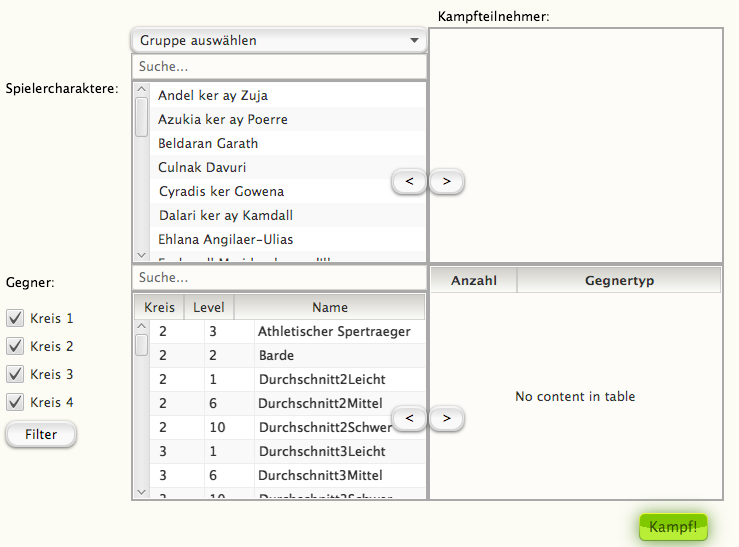 Kampfteilnehmer:
Gruppe auswählen
Suche...
Spielercharaktere:
Andel ker ay Zuja
Azukia ker ay Poerre
Beldaran Garath
Culnak Davuri
Cyradis ker Gowena
Dalari ker ay Kamdall
Ehlana Angilaer-Ulias
< >
Suche...
Gegner:
Anzahl Gegnertyp
Kreis Level Name
Kreis 1
Kreis 2
Kreis 3
Kreis 4
Filter
2 3 Athletischer Spertraeger
2 2 Barde
2 1 Durchschnitt2Leicht
2 6 Durchschnitt2Mittel
2 10 Durchschnitt2Schwer
3 1 Durchschnitt3Leicht
3 6 Durchschnitt3Mittel
3 10 Durchschnitt3Schwer
< >
No content in table
Kampf!